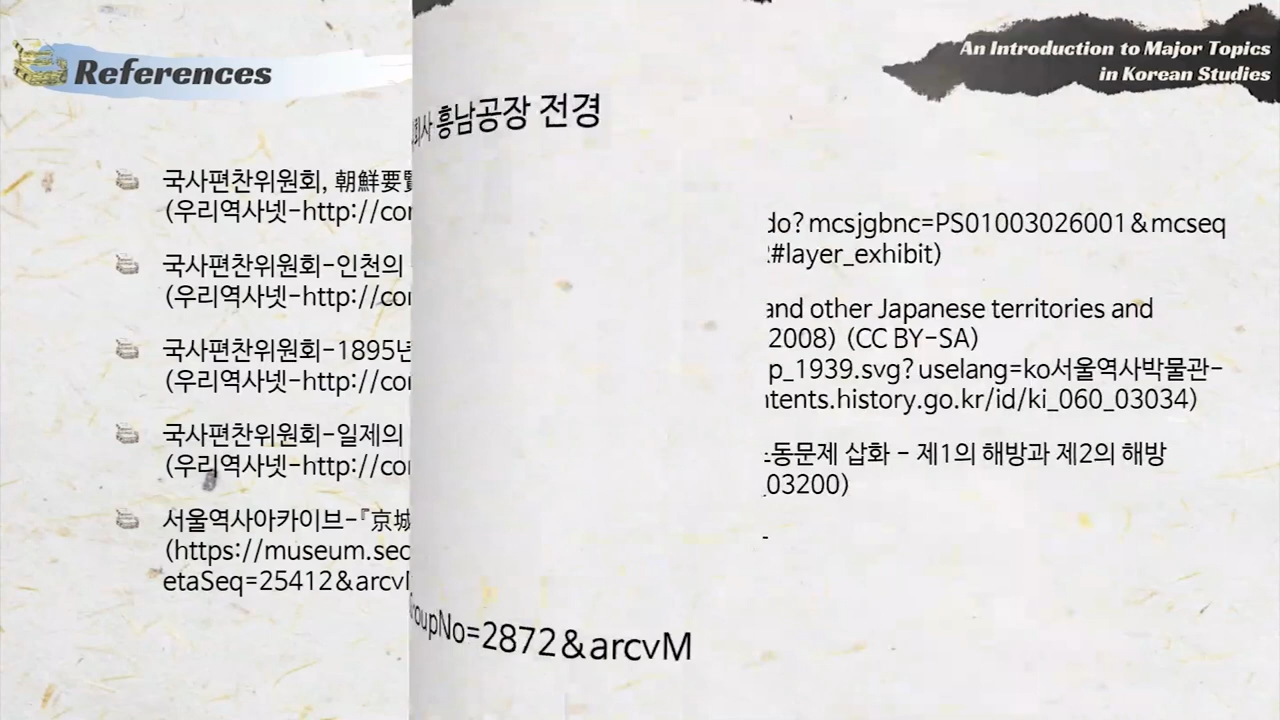 References
An Introduction to Major Topics
in Korean Studies
국사편찬위원회, 朝鮮要
(우리역사넷-http://
국사편찬위원회-인천의
(우리역사넷-http://
국사편찬위원회-1895년
(우리역사넷-http://
국사편찬위원회-일제의
(우리역사넷-http://
서울역사아카이브-『京城
(https://museum.seo
etaSeq=25412&arcv
흥남공장 전경
oupNo=2872&arcvM
do?mcsjgbnc=PS01003026001&mcseq
#layer_exhibit)
and other Japanese territories and
2008) (CC BY-SA)
p_1939.svg?uselang=ko서울역사박물관-
ntents.history.go.kr/id/ki_060_03034)
동문제 삽화 - 제1의 해방과 제2의 해방
03200)